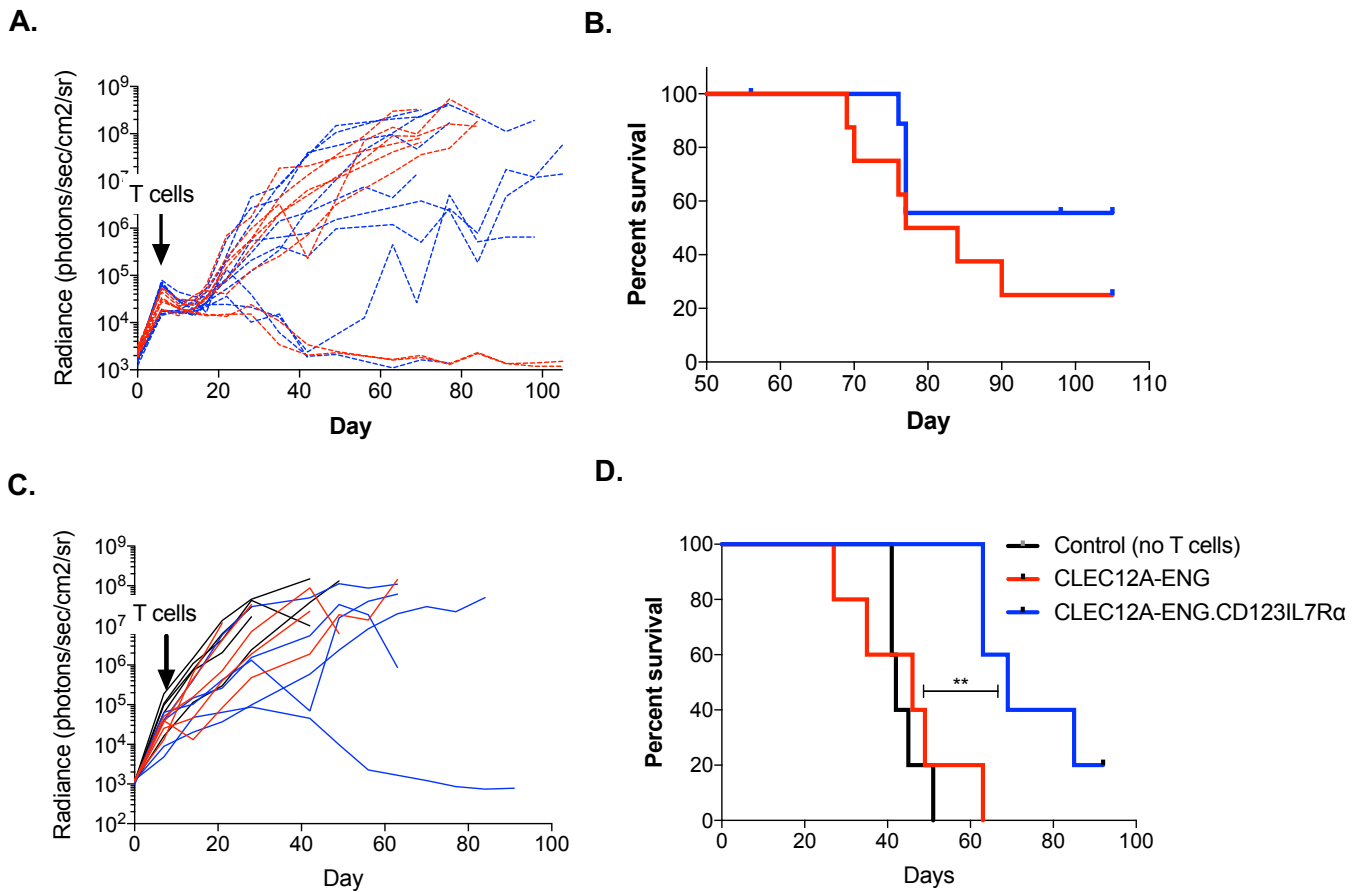 A.
Radiance (photons/sec/cm2/sr)
10^9
10^8
10^7
10^6
10^5
10^4
10^3
T cells
0 20 40 60 80 100
Day
B.
Percent survival
100
80
60
40
20
0
50 60 70 80 90 100 110
Day
C.
Radiance (photons/sec/cm2/sr)
10^9
10^8
10^7
10^6
10^5
10^4
10^3
10^2
T cells
0 20 40 60 80 100
Day
D.
Percent survival
100
80
60
40
20
0
**
0 20 40 60 80 100
Days
Control (no T cells)
CLEC12A-ENG
CLEC12A-ENG.CD123IL7Rα